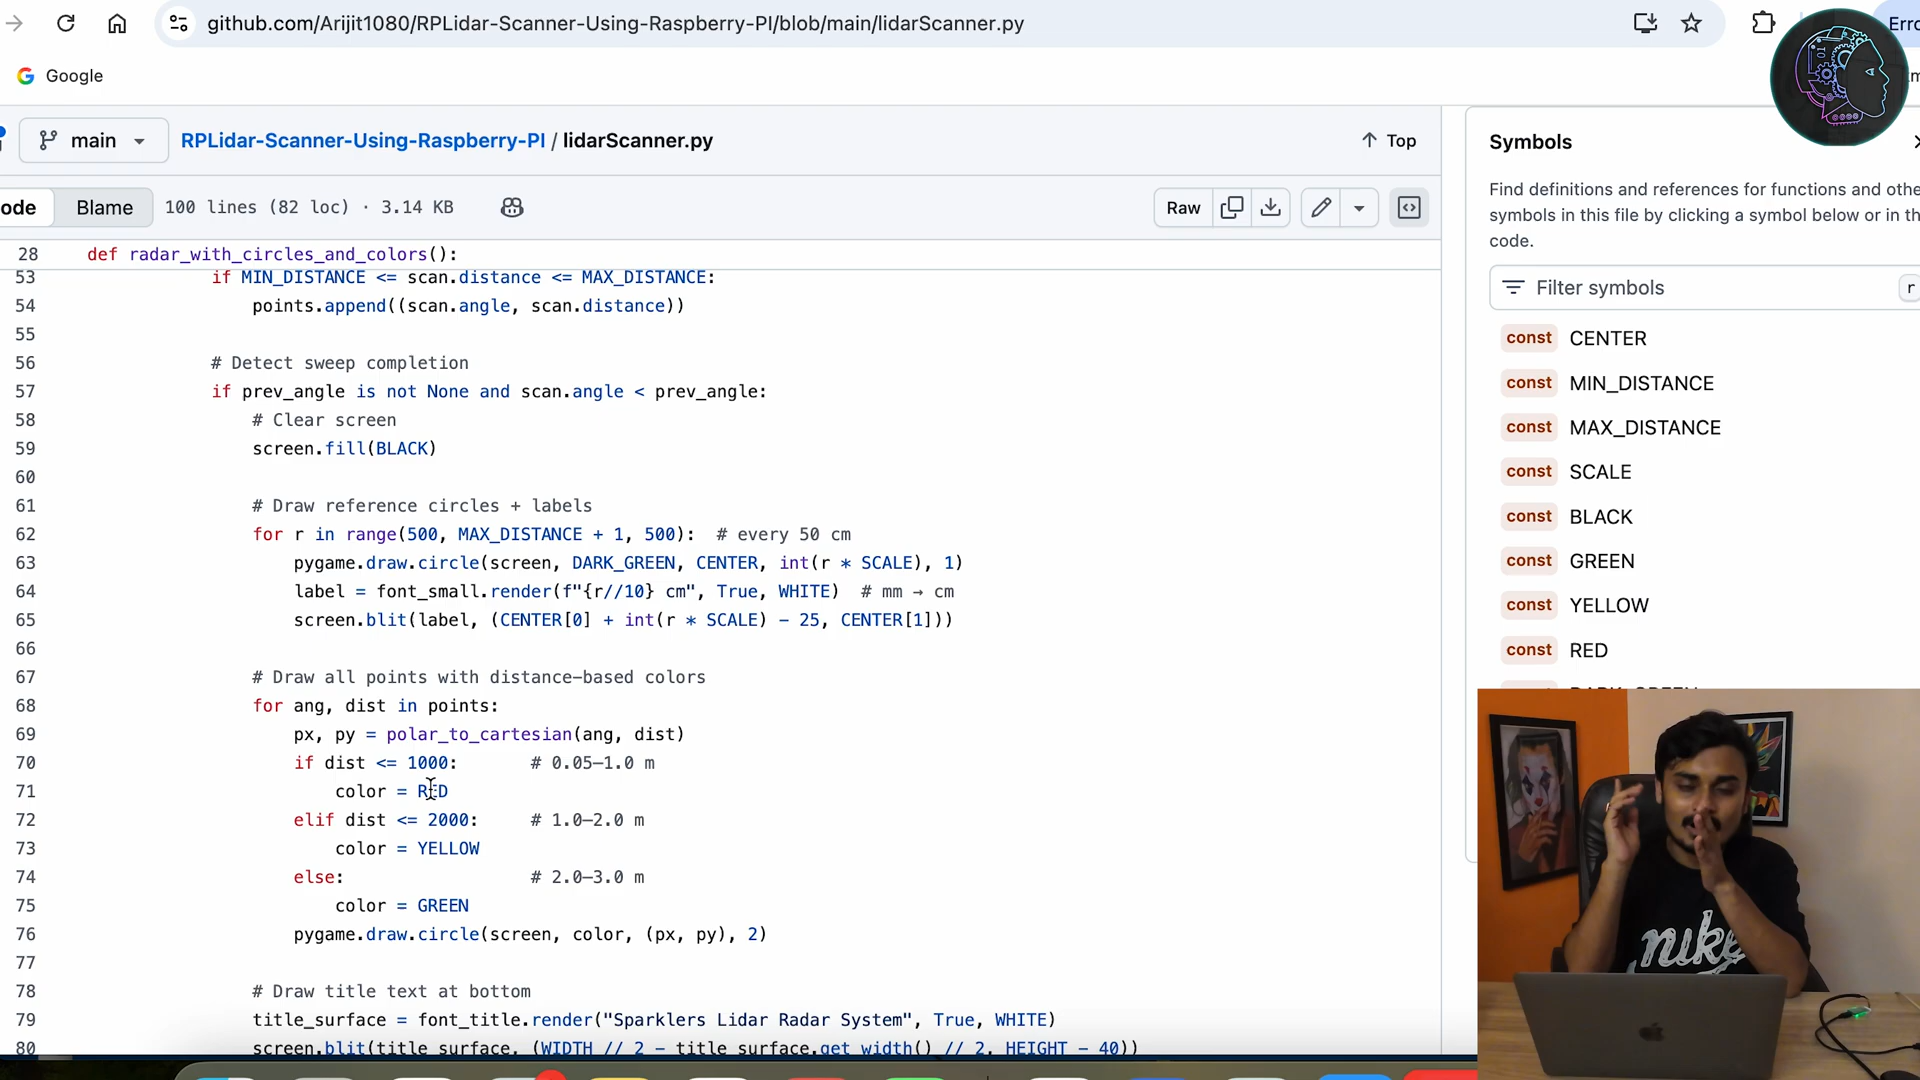 github.com/Arijit1080/RPLidar-Scanner-Using-Raspberry-PI/blob/main/lidarScanner.py
Erro
Google
main
RPLidar-Scanner-Using-Raspberry-PI / lidarScanner.py
Top
ode
Blame
100 lines (82 loc) · 3.14 KB
Raw
28 def radar_with_circles_and_colors():
53 if MIN_DISTANCE <= scan.distance <= MAX_DISTANCE:
54 points.append((scan.angle, scan.distance))
55
56 # Detect sweep completion
57 if prev_angle is not None and scan.angle < prev_angle:
58 # Clear screen
59 screen.fill(BLACK)
60
61 # Draw reference circles + labels
62 for r in range(500, MAX_DISTANCE + 1, 500): # every 50 cm
63 pygame.draw.circle(screen, DARK_GREEN, CENTER, int(r * SCALE), 1)
64 label = font_small.render(f"{r//10} cm", True, WHITE) # mm → cm
65 screen.blit(label, (CENTER[0] + int(r * SCALE) - 25, CENTER[1]))
66
67 # Draw all points with distance-based colors
68 for ang, dist in points:
69 px, py = polar_to_cartesian(ang, dist)
70 if dist <= 1000: # 0.05–1.0 m
71 color = RED
72 elif dist <= 2000: # 1.0–2.0 m
73 color = YELLOW
74 else: # 2.0–3.0 m
75 color = GREEN
76 pygame.draw.circle(screen, color, (px, py), 2)
77
78 # Draw title text at bottom
79 title_surface = font_title.render("Sparklers Lidar Radar System", True, WHITE)
80 screen.blit(title_surface, (WIDTH // 2 - title_surface.get_width() // 2, HEIGHT - 40))
Symbols
Find definitions and references for functions and othe
symbols in this file by clicking a symbol below or in th
code.
Filter symbols
r
const CENTER
const MIN_DISTANCE
const MAX_DISTANCE
const SCALE
const BLACK
const GREEN
const YELLOW
const RED
DARK_GREEN
nike